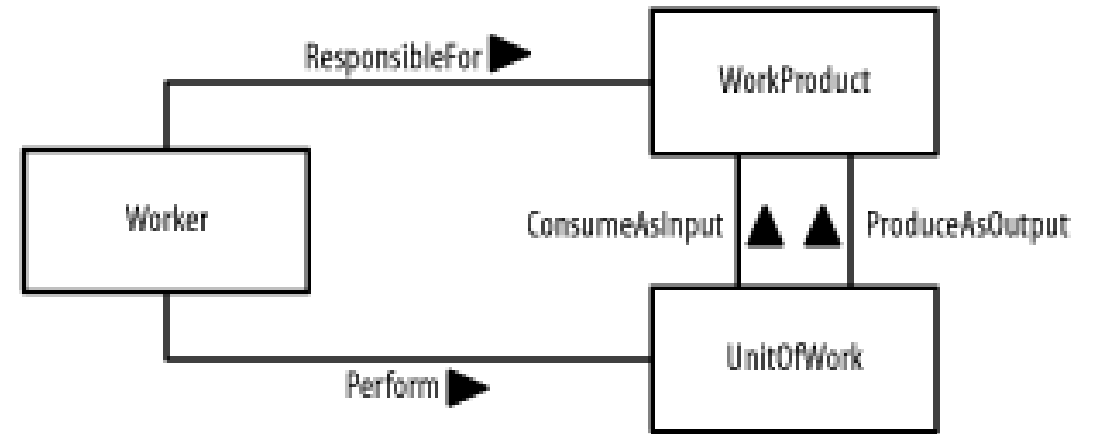 ResponsibleFor
WorkProduct
Worker
ConsumeAsInput
ProduceAsOutput
UnitOfWork
Perform